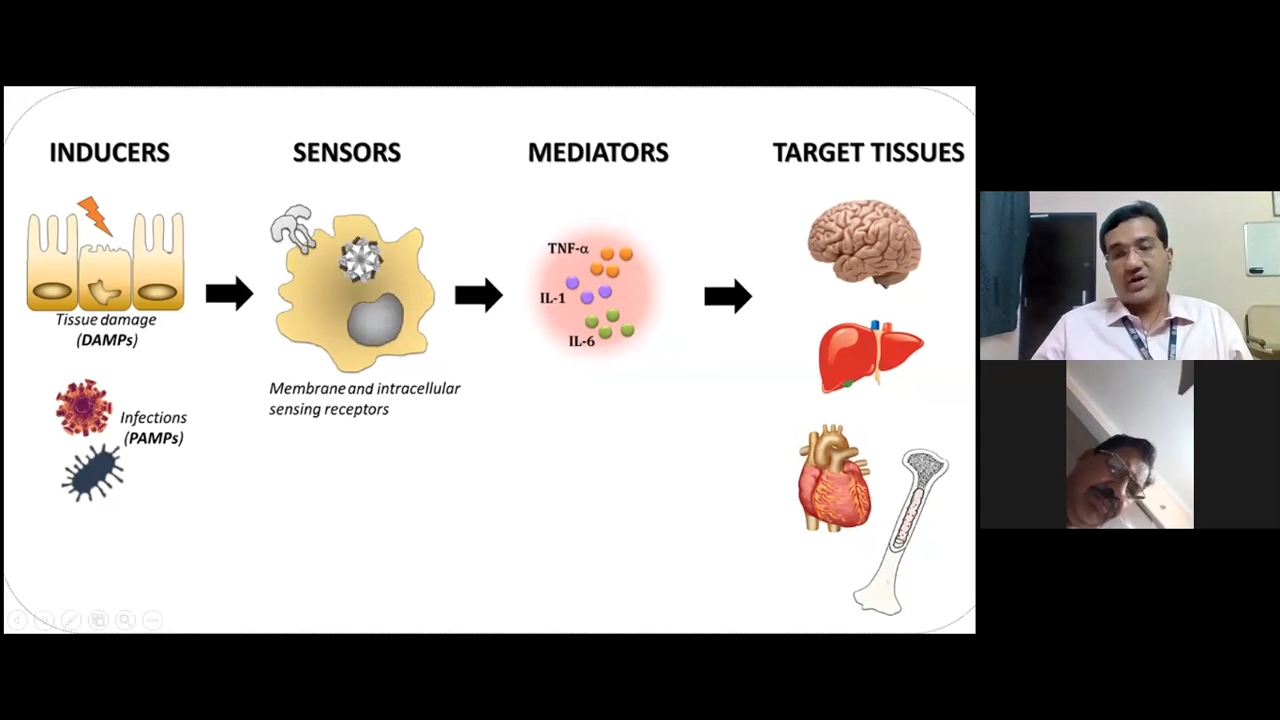 INDUCERS
SENSORS
MEDIATORS
TARGET TISSUES
Tissue damage
(DAMPs)
Infections
(PAMPs)
Membrane and intracellular
sensing receptors
TNF-α
IL-1
IL-6